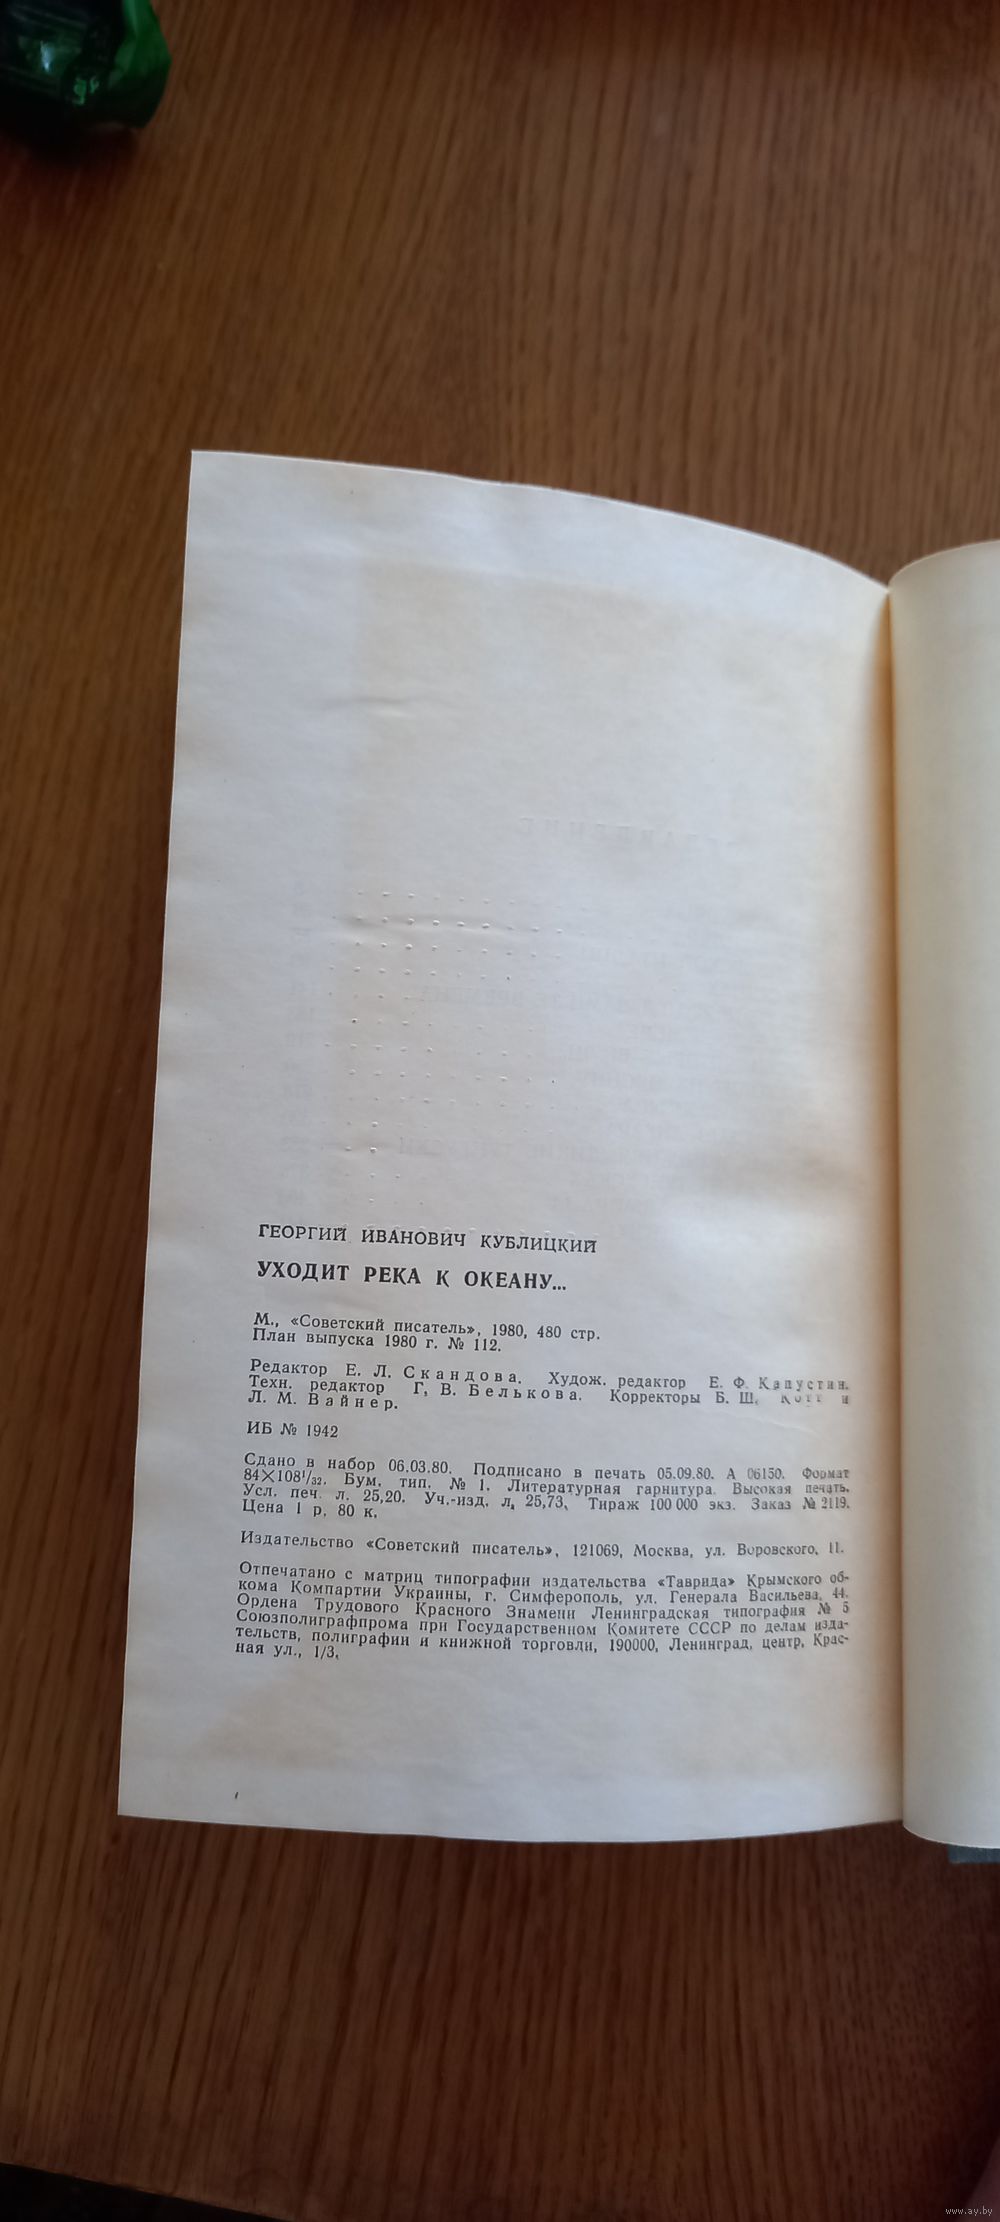 ГЕОРГИЙ ИВАНОВИЧ КУБЛИЦКИЙ
УХОДИТ РЕКА К ОКЕАНУ...
М., «Советский писатель», 1980, 480 стр.
План выпуска 1980 г. № 112.
Редактор Е. Л. Скандова. Худож. редактор Е. Ф. Капустин.
Техн. редактор Г. В. Белькова. Корректоры Б. Ш. и
Л. М. Вайнер.
ИБ № 1942
Сдано в набор 06.03.80. Подписано в печать 05.09.80. А 06150. Формат
84×108¹/₃₂. Бум. тип. № 1. Литературная гарнитура. Высокая печать.
Усл. печ. л. 25,20. Уч.-изд. л. 25,73. Тираж 100 000 экз. Заказ № 2119.
Цена 1 р. 80 к.
Издательство «Советский писатель», 121069, Москва, ул. Воровского, 11.
Отпечатано с матриц типографии издательства «Таврида» Крымского об-
кома Компартии Украины, г. Симферополь, ул. Генерала Васильева, 44.
Ордена Трудового Красного Знамени Ленинградская типография № 5
Союзполиграфпрома при Государственном Комитете СССР по делам изда-
тельств, полиграфии и книжной торговли, 190000, Ленинград, центр, Крас-
ная ул., 1/3.
www.ay.by